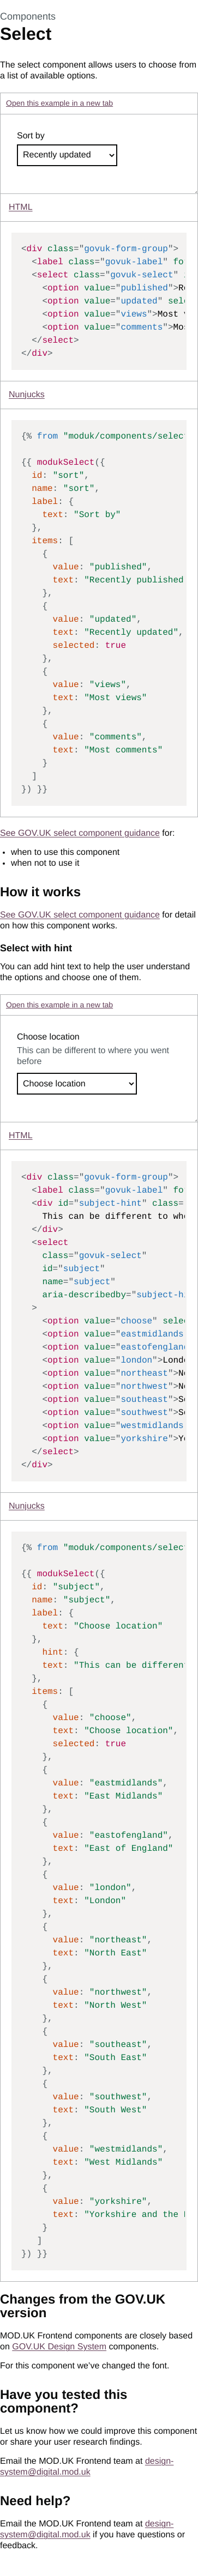 Components
Select
The select component allows users to choose from
a list of available options.
Open this example in a new tab
Sort by
Recently updated
HTML
<div class="govuk-form-group">
<label class="govuk-label" fo
<select class="govuk-select"
<option value="published">R
<option value="updated" sel
<option value="views">Most
<option value="comments">Mo
</select>
</div>
Nunjucks
{% from "moduk/components/selec
{{ modukSelect({
id: "sort",
name: "sort",
label: {
text: "Sort by"
},
items: [
{
value: "published",
text: "Recently published
},
{
value: "updated",
text: "Recently updated",
selected: true
},
{
value: "views",
text: "Most views"
},
{
value: "comments",
text: "Most comments"
}
]
}) }}
See GOV.UK select component guidance for:
• when to use this component
• when not to use it
How it works
See GOV.UK select component guidance for detail
on how this component works.
Select with hint
You can add hint text to help the user understand
the options and choose one of them.
Open this example in a new tab
Choose location
This can be different to where you went
before
Choose location
HTML
<div class="govuk-form-group">
<label class="govuk-label" fo
<div id="subject-hint" class=
This can be different to wh
</div>
<select
class="govuk-select"
id="subject"
name="subject"
aria-describedby="subject-h
>
<option value="choose" sele
<option value="eastmidlands
<option value="eastofenglan
<option value="london">Lond
<option value="northeast">N
<option value="northwest">N
<option value="southeast">S
<option value="southwest">S
<option value="westmidlands
<option value="yorkshire">Y
</select>
</div>
Nunjucks
{% from "moduk/components/selec
{{ modukSelect({
id: "subject",
name: "subject",
label: {
text: "Choose location"
},
hint: {
text: "This can be differen
},
items: [
{
value: "choose",
text: "Choose location",
selected: true
},
{
value: "eastmidlands",
text: "East Midlands"
},
{
value: "eastofengland",
text: "East of England"
},
{
value: "london",
text: "London"
},
{
value: "northeast",
text: "North East"
},
{
value: "northwest",
text: "North West"
},
{
value: "southeast",
text: "South East"
},
{
value: "southwest",
text: "South West"
},
{
value: "westmidlands",
text: "West Midlands"
},
{
value: "yorkshire",
text: "Yorkshire and the
}
]
}) }}
Changes from the GOV.UK
version
MOD.UK Frontend components are closely based
on GOV.UK Design System components.
For this component we've changed the font.
Have you tested this
component?
Let us know how we could improve this component
or share your user research findings.
Email the MOD.UK Frontend team at design-
system@digital.mod.uk
Need help?
Email the MOD.UK Frontend team at design-
system@digital.mod.uk if you have questions or
feedback.